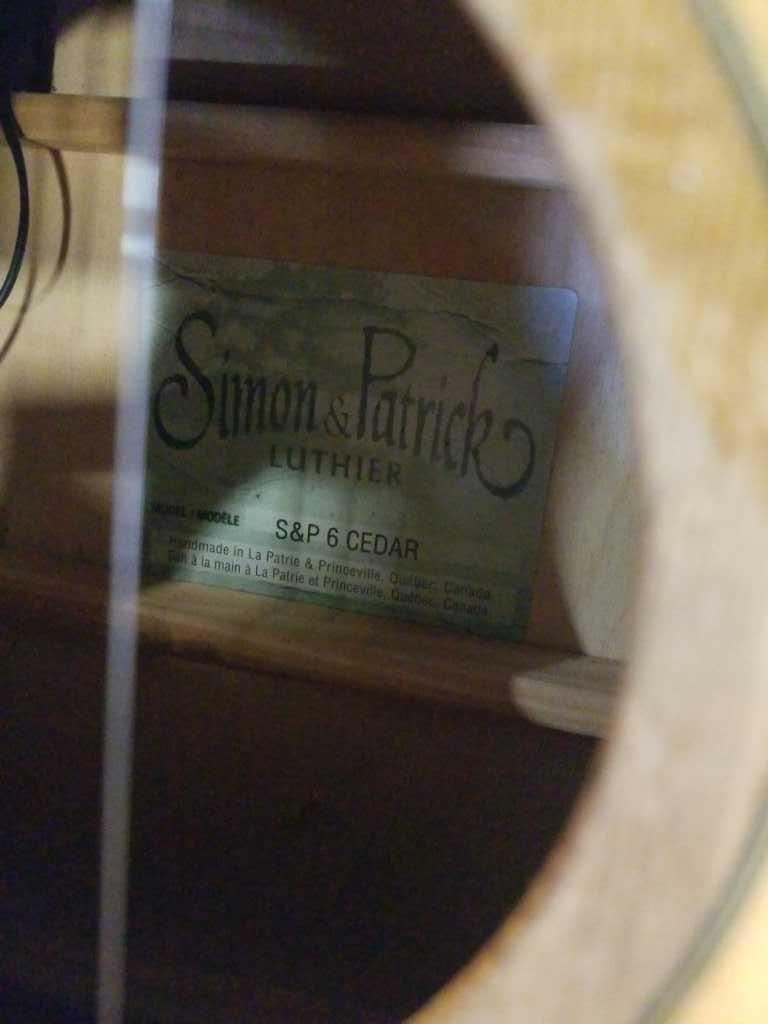 Simon & Patrick
LUTHIER
MODEL / MODÈLE
S&P 6 CEDAR
Handmade in La Patrie & Princeville, Québec, Canada.
Fait à la main à La Patrie et Princeville, Québec, Canada.